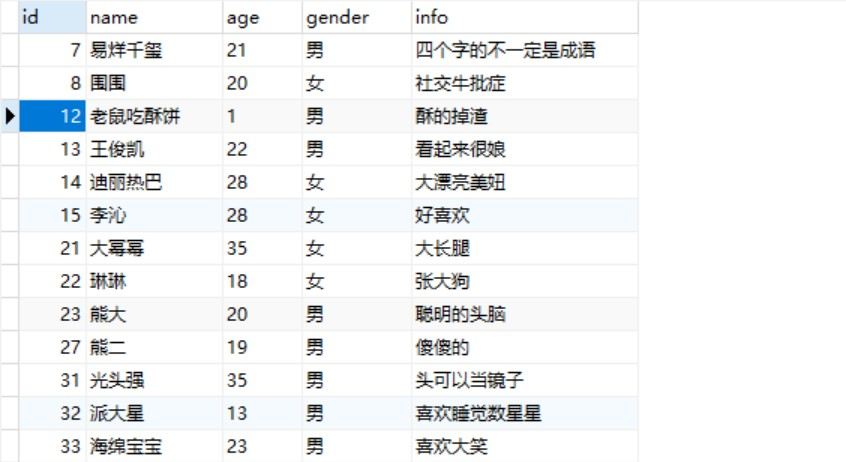 id name age gender info
7 易烊千玺 21 男 四个字的不一定是成语
8 围围 20 女 社交牛批症
12 老鼠吃酥饼 1 男 酥的掉渣
13 王俊凯 22 男 看起来很娘
14 迪丽热巴 28 女 大漂亮美妞
15 李沁 28 女 好喜欢
21 大幂幂 35 女 大长腿
22 琳琳 18 女 张大狗
23 熊大 20 男 聪明的头脑
27 熊二 19 男 傻傻的
31 光头强 35 男 头可以当镜子
32 派大星 13 男 喜欢睡觉数星星
33 海绵宝宝 23 男 喜欢大笑